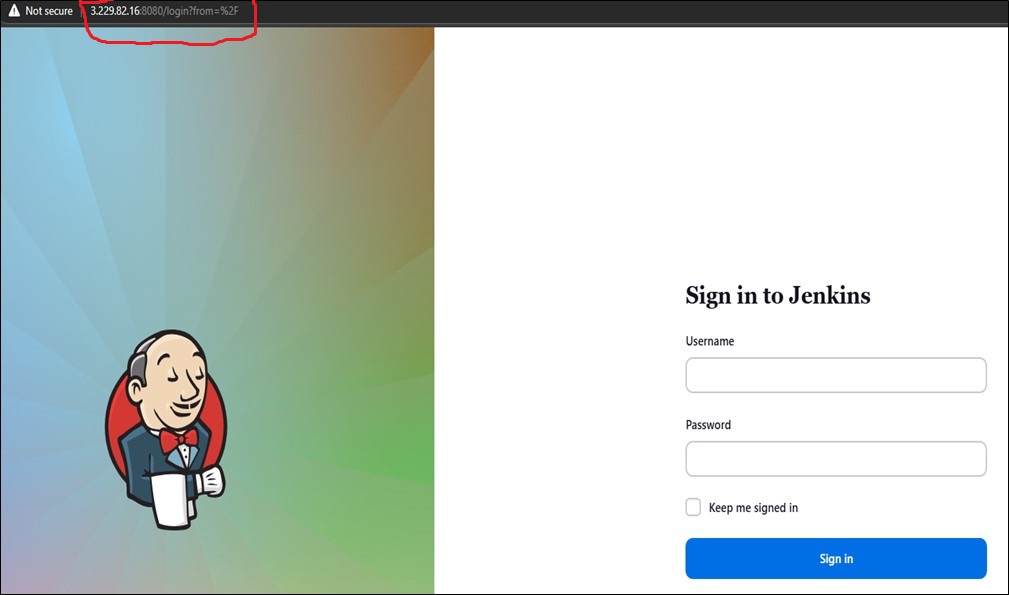 Not secure 3.229.82.16:8080/login?from=%2F
Sign in to Jenkins
Username
Password
Keep me signed in
Sign in